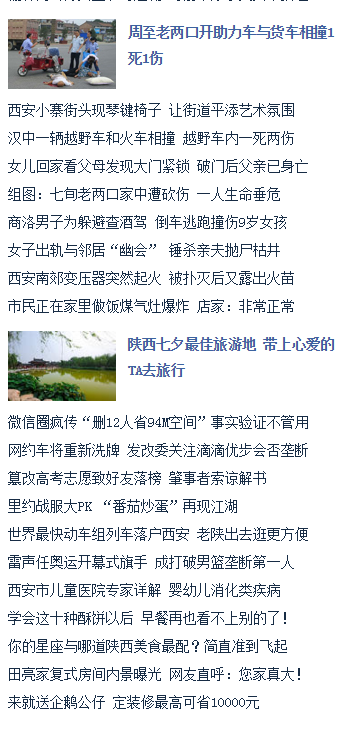 周至老两口开助力车与货车相撞1
死1伤
西安小寨街头现琴键椅子 让街道平添艺术氛围
汉中一辆越野车和火车相撞 越野车内一死两伤
女儿回家看父母发现大门紧锁 破门后父亲已身亡
组图：七旬老两口家中遭砍伤 一人生命垂危
商洛男子为躲避查酒驾 倒车逃跑撞伤9岁女孩
女子出轨与邻居“幽会” 锤杀亲夫抛尸枯井
西安南郊变压器突然起火 被扑灭后又露出火苗
市民正在家里做饭煤气灶爆炸 店家：非常正常
陕西七夕最佳旅游地 带上心爱的
TA去旅行
微信圈疯传“删12人省94M空间”事实验证不管用
网约车将重新洗牌 发改委关注滴滴优步会否垄断
篡改高考志愿致好友落榜 肇事者索谅解书
里约战服大PK “番茄炒蛋”再现江湖
世界最快动车组列车落户西安 老陕出去逛更方便
雷声任奥运开幕式旗手 成打破男篮垄断第一人
西安市儿童医院专家详解 婴幼儿消化类疾病
学会这十种酥饼以后 早餐再也看不上别的了！
你的星座与哪道陕西美食最配？简直准到飞起
田亮家复式房间内景曝光 网友直呼：您家真大！
来就送企鹅公仔 定装修最高可省10000元